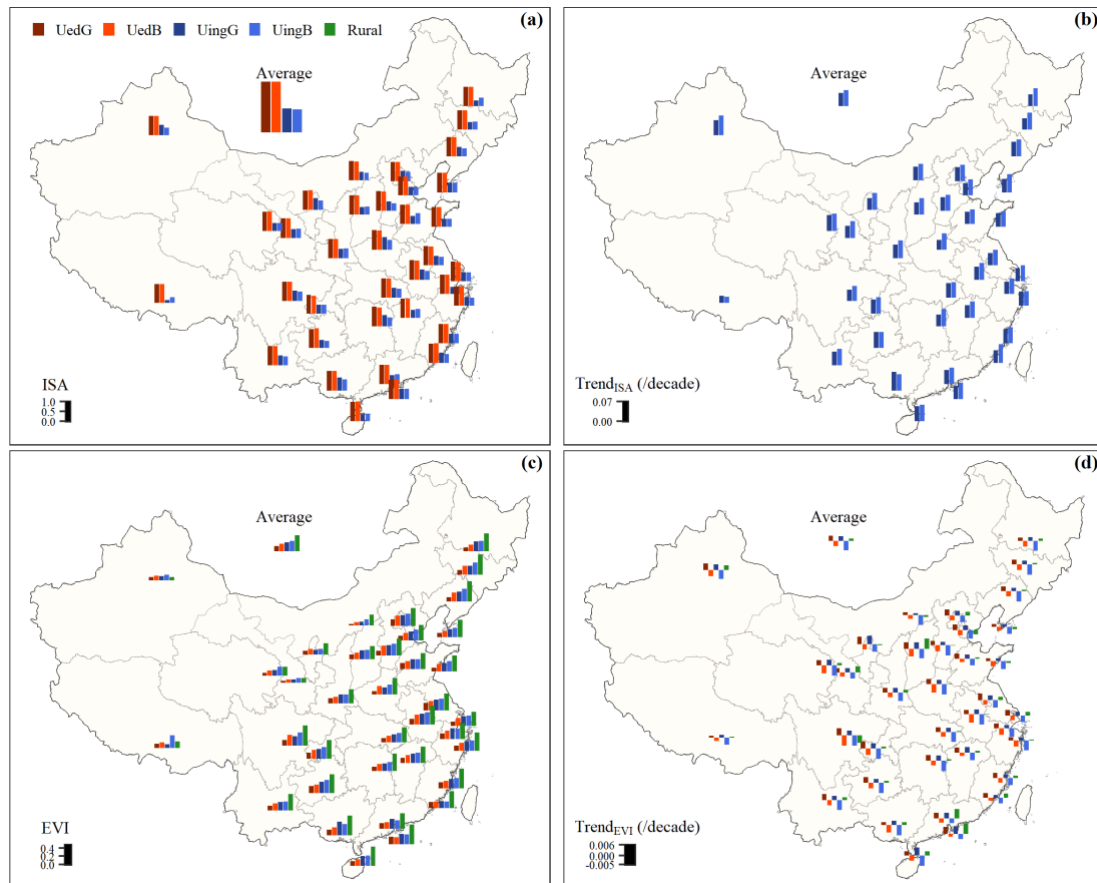 (a)
UedG UedB UingG UingB Rural
Average
ISA
1.0
0.5
0.0
(b)
Average
Trend_ISA (/decade)
0.07
0.00
(c)
Average
EVI
0.4
0.2
0.0
(d)
Average
Trend_EVI (/decade)
0.006
0.000
-0.005